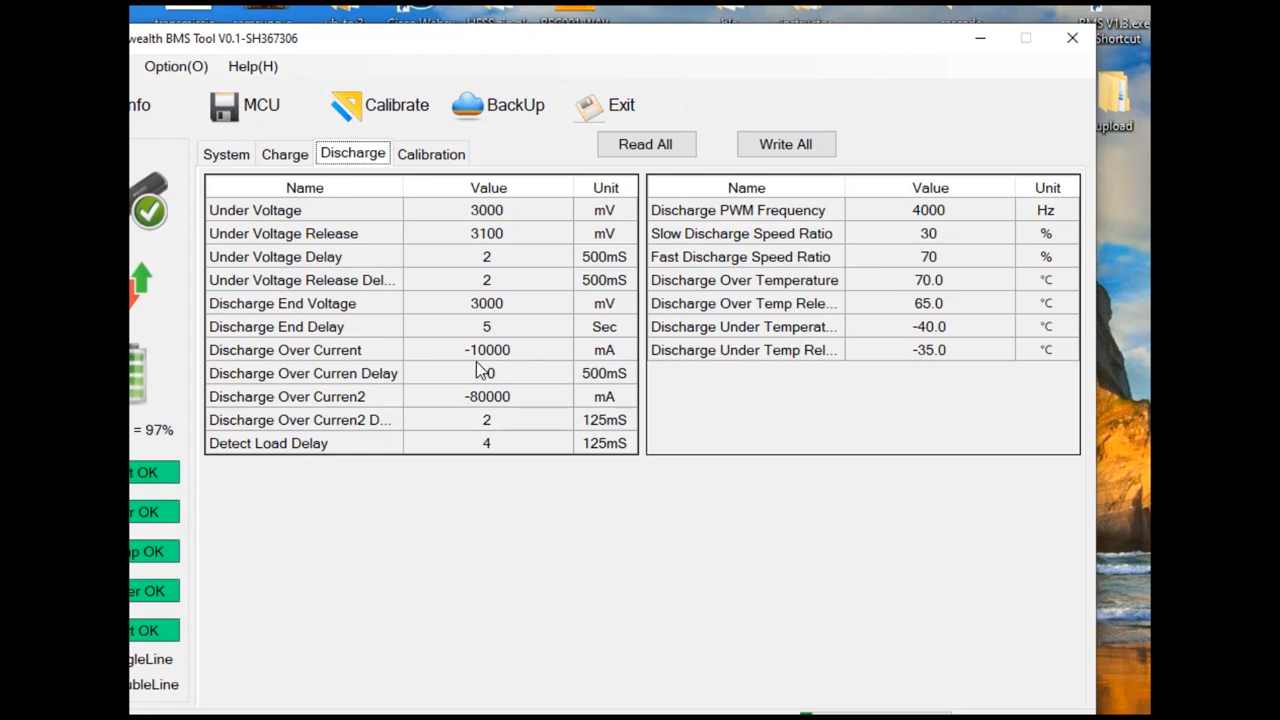 BMS V1.3.exe
Shortcut
wealth BMS Tool V0.1-SH367306
Option(O) Help(H)
nfo MCU Calibrate BackUp Exit
upload
System Charge Discharge Calibration Read All Write All
Name Value Unit Name Value Unit
Under Voltage 3000 mV Discharge PWM Frequency 4000 Hz
Under Voltage Release 3100 mV Slow Discharge Speed Ratio 30 %
Under Voltage Delay 2 500mS Fast Discharge Speed Ratio 70 %
Under Voltage Release Del... 2 500mS Discharge Over Temperature 70.0 °C
Discharge End Voltage 3000 mV Discharge Over Temp Rele... 65.0 °C
Discharge End Delay 5 Sec Discharge Under Temperat... -40.0 °C
Discharge Over Current -10000 mA Discharge Under Temp Rel... -35.0 °C
Discharge Over Curren Delay 500mS
Discharge Over Curren2 -80000 mA
Discharge Over Curren2 D... 2 125mS
Detect Load Delay 4 125mS
= 97%
t OK
r OK
np OK
er OK
rt OK
gleLine
ubleLine